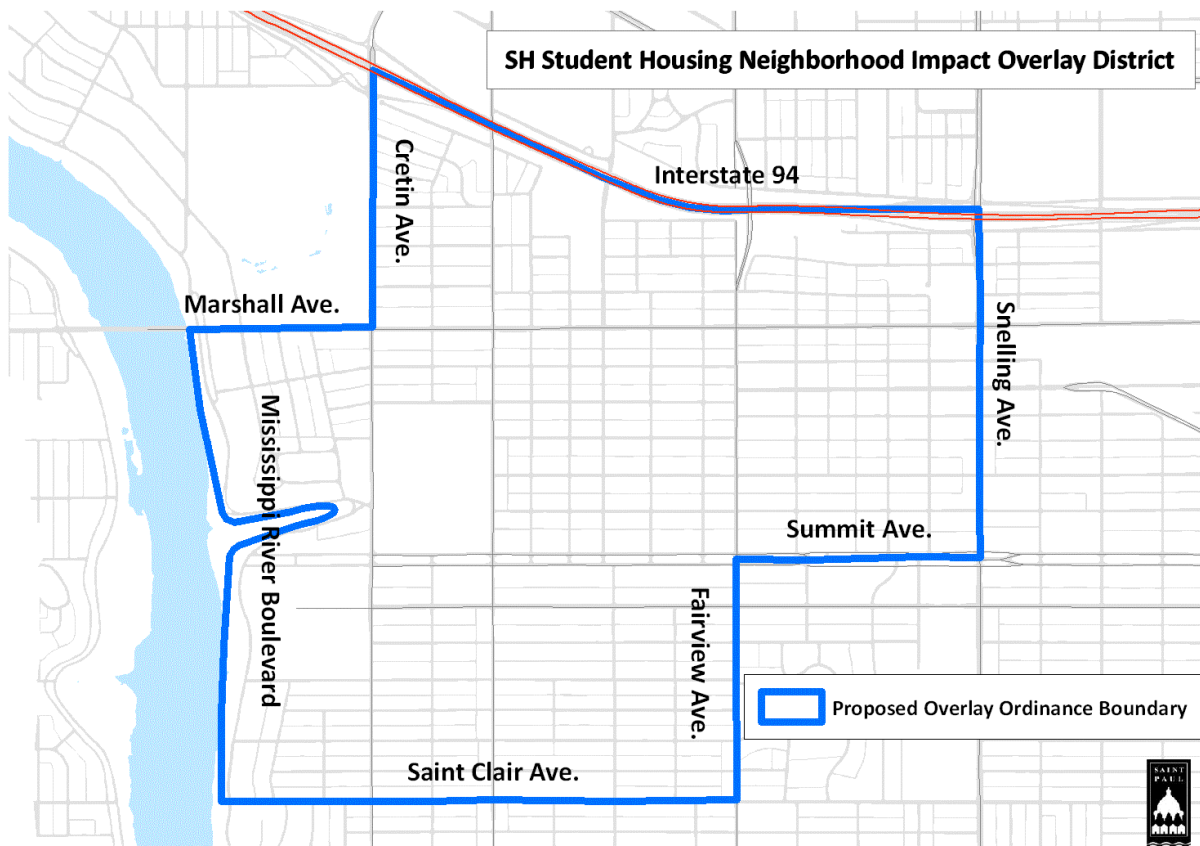 SH Student Housing Neighborhood Impact Overlay District
Interstate 94
Cretin Ave.
Marshall Ave.
Snelling Ave.
Mississippi River Boulevard
Summit Ave.
Fairview Ave.
Proposed Overlay Ordinance Boundary
Saint Clair Ave.
SAINT
PAUL